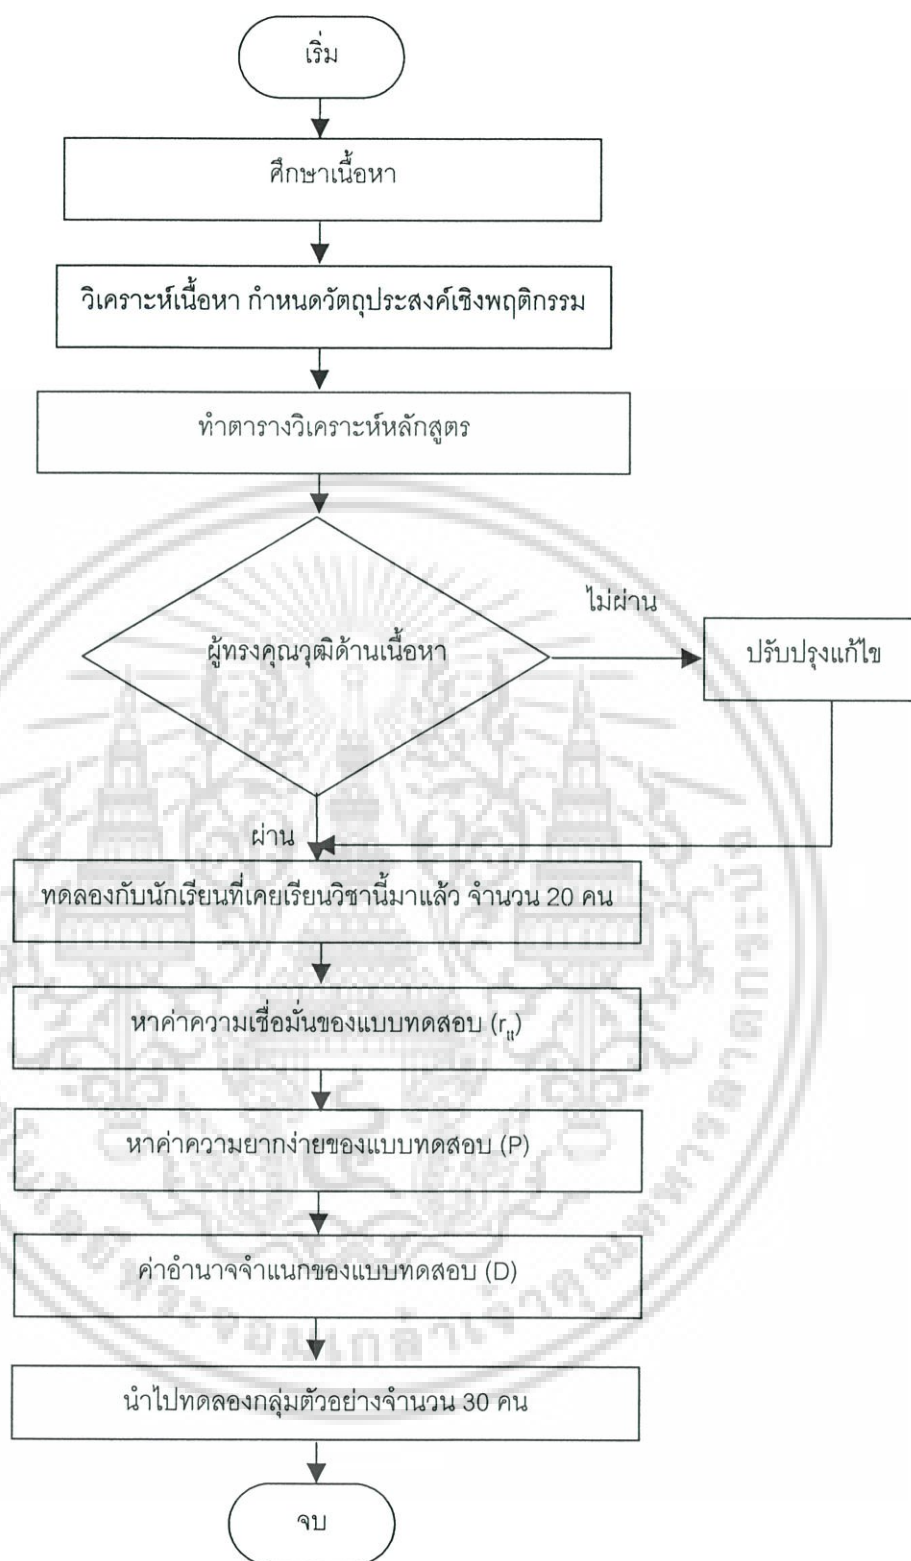 เริ่ม
ศึกษาเนื้อหา
วิเคราะห์เนื้อหา กำหนดวัตถุประสงค์เชิงพฤติกรรม
ทำตารางวิเคราะห์หลักสูตร
ผู้ทรงคุณวุฒิด้านเนื้อหา
ไม่ผ่าน
ปรับปรุงแก้ไข
ผ่าน
ทดลองกับนักเรียนที่เคยเรียนวิชานี้มาแล้ว จำนวน 20 คน
หาค่าความเชื่อมั่นของแบบทดสอบ (rₜₜ)
หาค่าความยากง่ายของแบบทดสอบ (P)
ค่าอำนาจจำแนกของแบบทดสอบ (D)
นำไปทดลองกลุ่มตัวอย่างจำนวน 30 คน
จบ